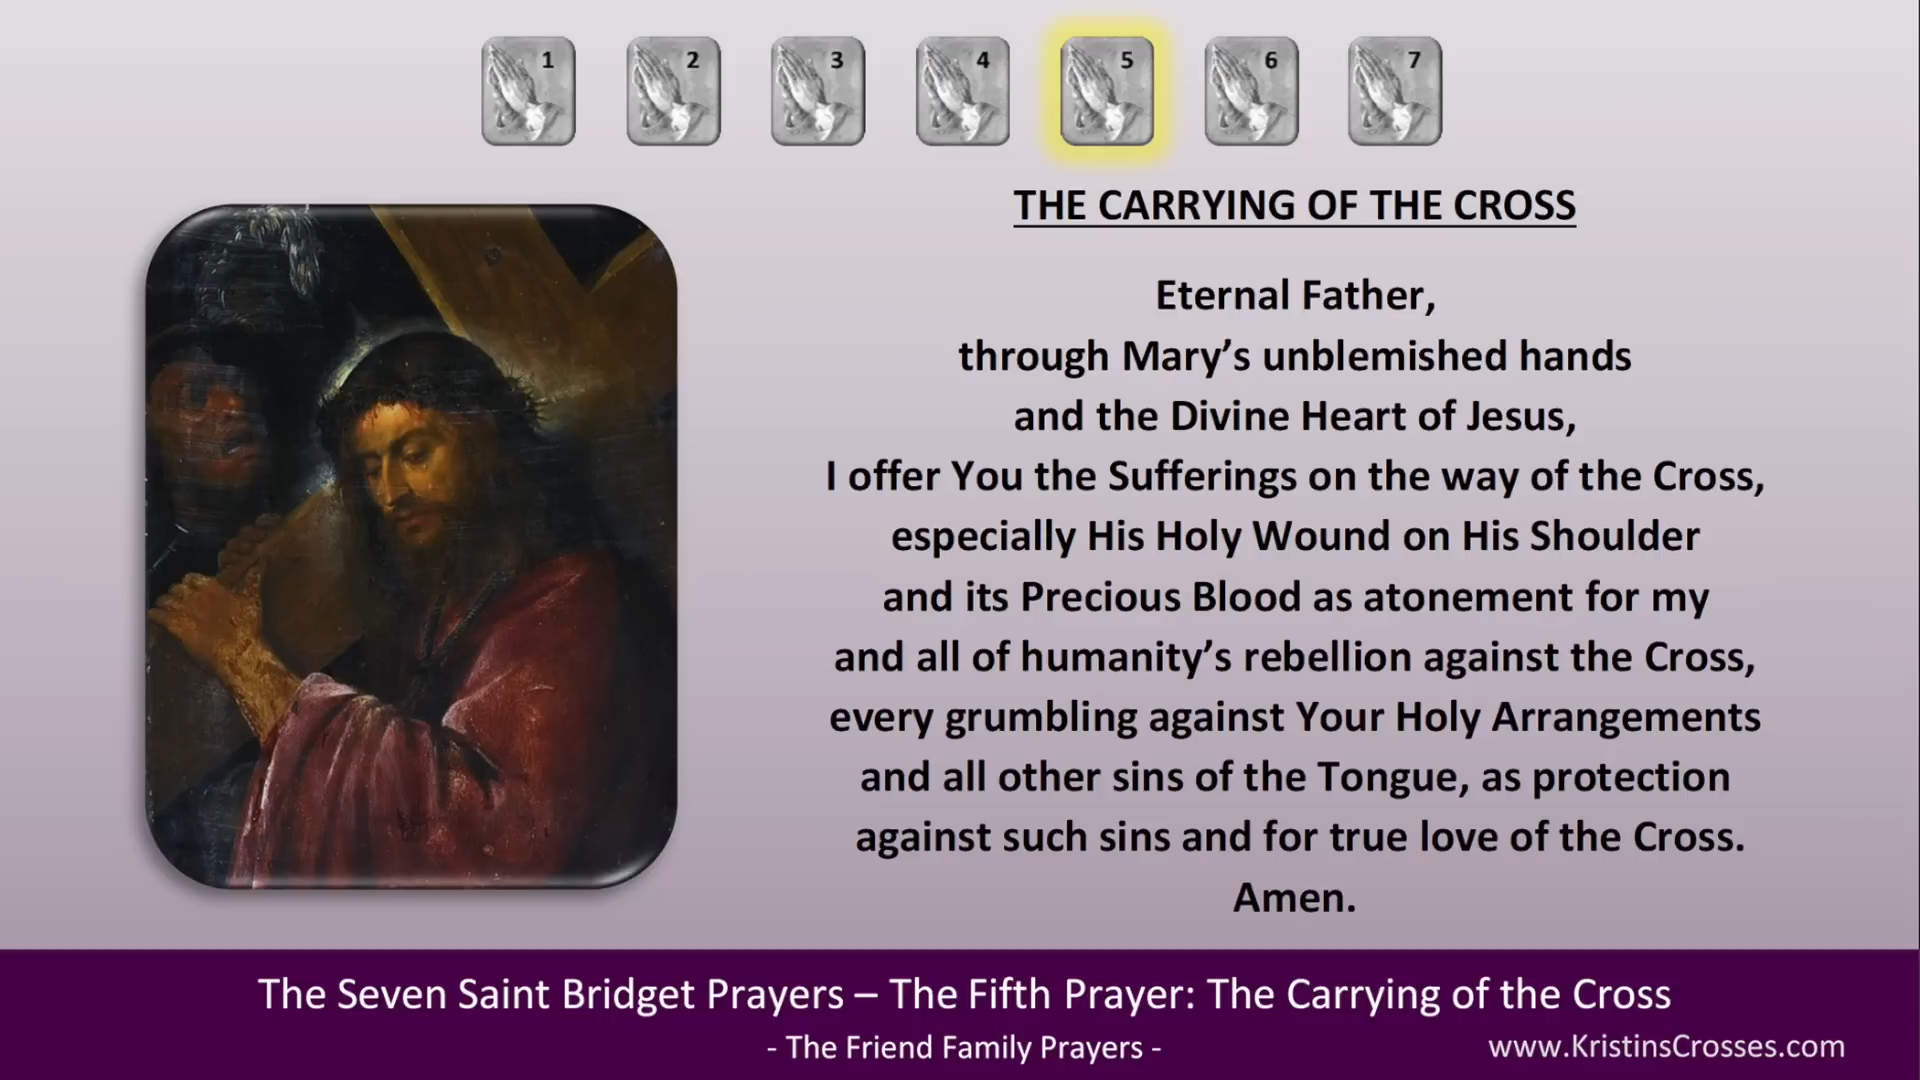 1 2 3 4 5 6 7
THE CARRYING OF THE CROSS
Eternal Father,
through Mary’s unblemished hands
and the Divine Heart of Jesus,
I offer You the Sufferings on the way of the Cross,
especially His Holy Wound on His Shoulder
and its Precious Blood as atonement for my
and all of humanity’s rebellion against the Cross,
every grumbling against Your Holy Arrangements
and all other sins of the Tongue, as protection
against such sins and for true love of the Cross.
Amen.
The Seven Saint Bridget Prayers – The Fifth Prayer: The Carrying of the Cross
- The Friend Family Prayers -
www.KristinsCrosses.com